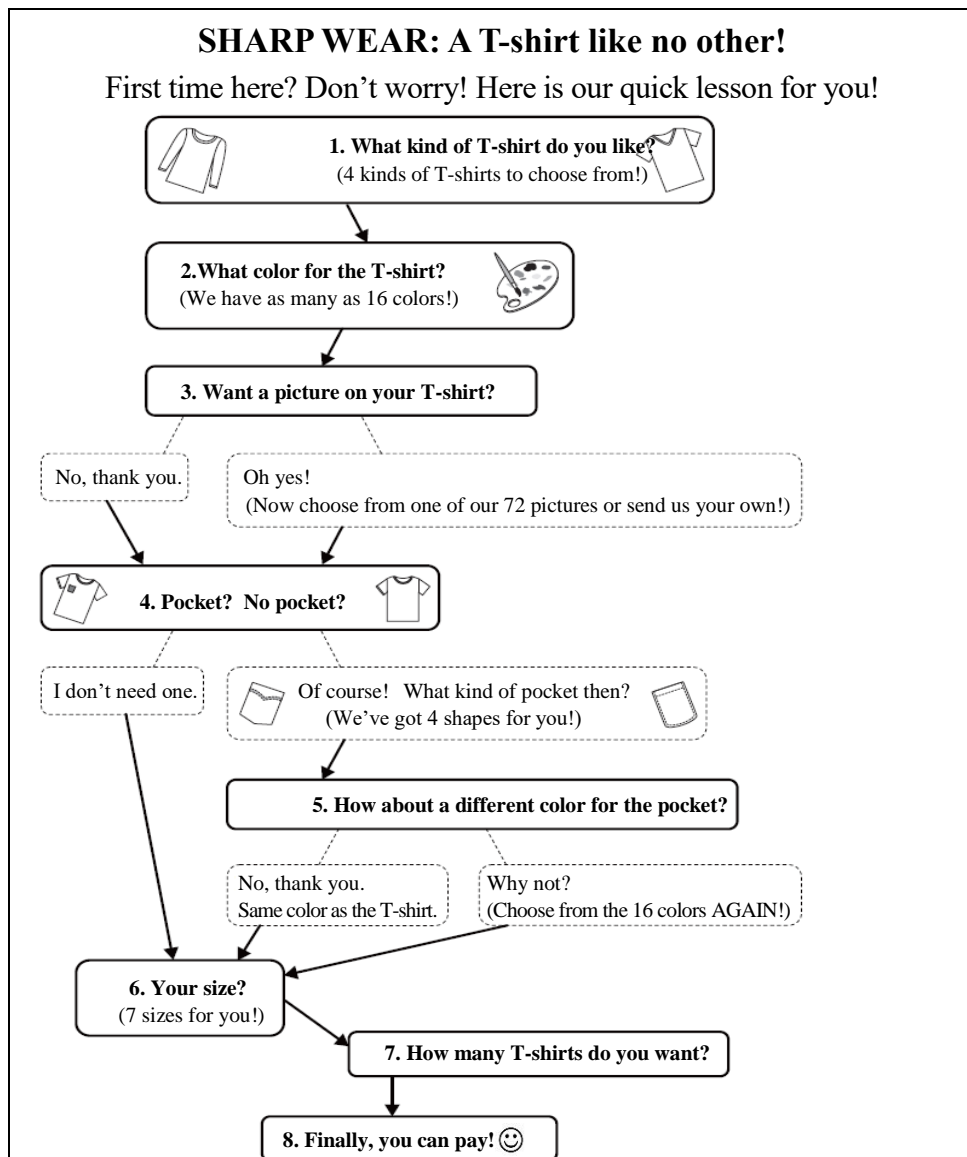 SHARP WEAR: A T-shirt like no other!
First time here? Don’t worry! Here is our quick lesson for you!
1. What kind of T-shirt do you like?
(4 kinds of T-shirts to choose from!)
2.What color for the T-shirt?
(We have as many as 16 colors!)
3. Want a picture on your T-shirt?
No, thank you.
Oh yes!
(Now choose from one of our 72 pictures or send us your own!)
4. Pocket? No pocket?
I don’t need one.
Of course! What kind of pocket then?
(We’ve got 4 shapes for you!)
5. How about a different color for the pocket?
No, thank you.
Same color as the T-shirt.
Why not?
(Choose from the 16 colors AGAIN!)
6. Your size?
(7 sizes for you!)
7. How many T-shirts do you want?
8. Finally, you can pay!